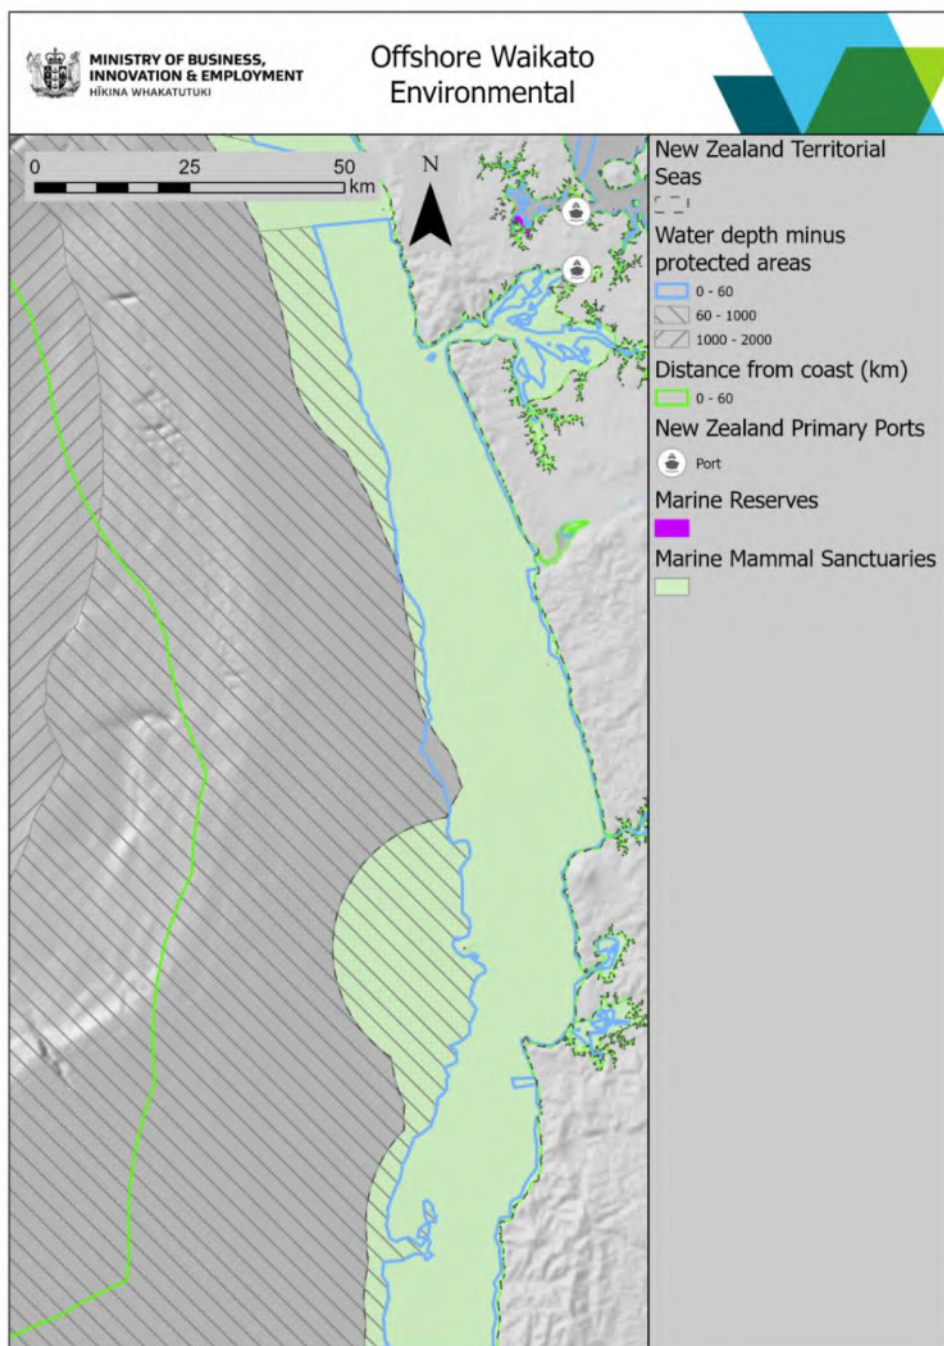 MINISTRY OF BUSINESS,
INNOVATION & EMPLOYMENT
HĪKINA WHAKATUTUKI
Offshore Waikato
Environmental
0 25 50
km
N
New Zealand Territorial
Seas
Water depth minus
protected areas
0 - 60
60 - 1000
1000 - 2000
Distance from coast (km)
0 - 60
New Zealand Primary Ports
Port
Marine Reserves
Marine Mammal Sanctuaries